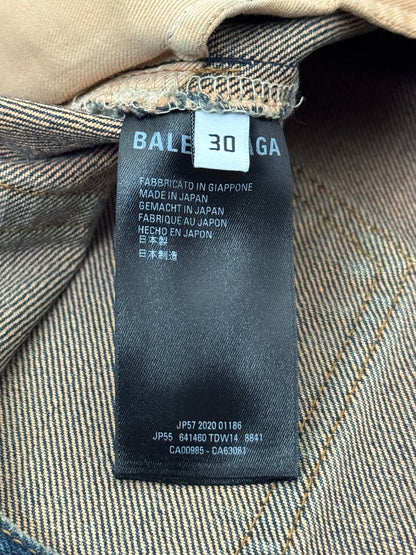 BALE AGA
30
FABBRICATO IN GIAPPONE
MADE IN JAPAN
GEMACHT IN JAPAN
FABRIQUE AU JAPON
HECHO EN JAPON
日本製
日本制造
JP57 2020 01186
JP55 641460 TDW14 8841
CA00985 - CA63081